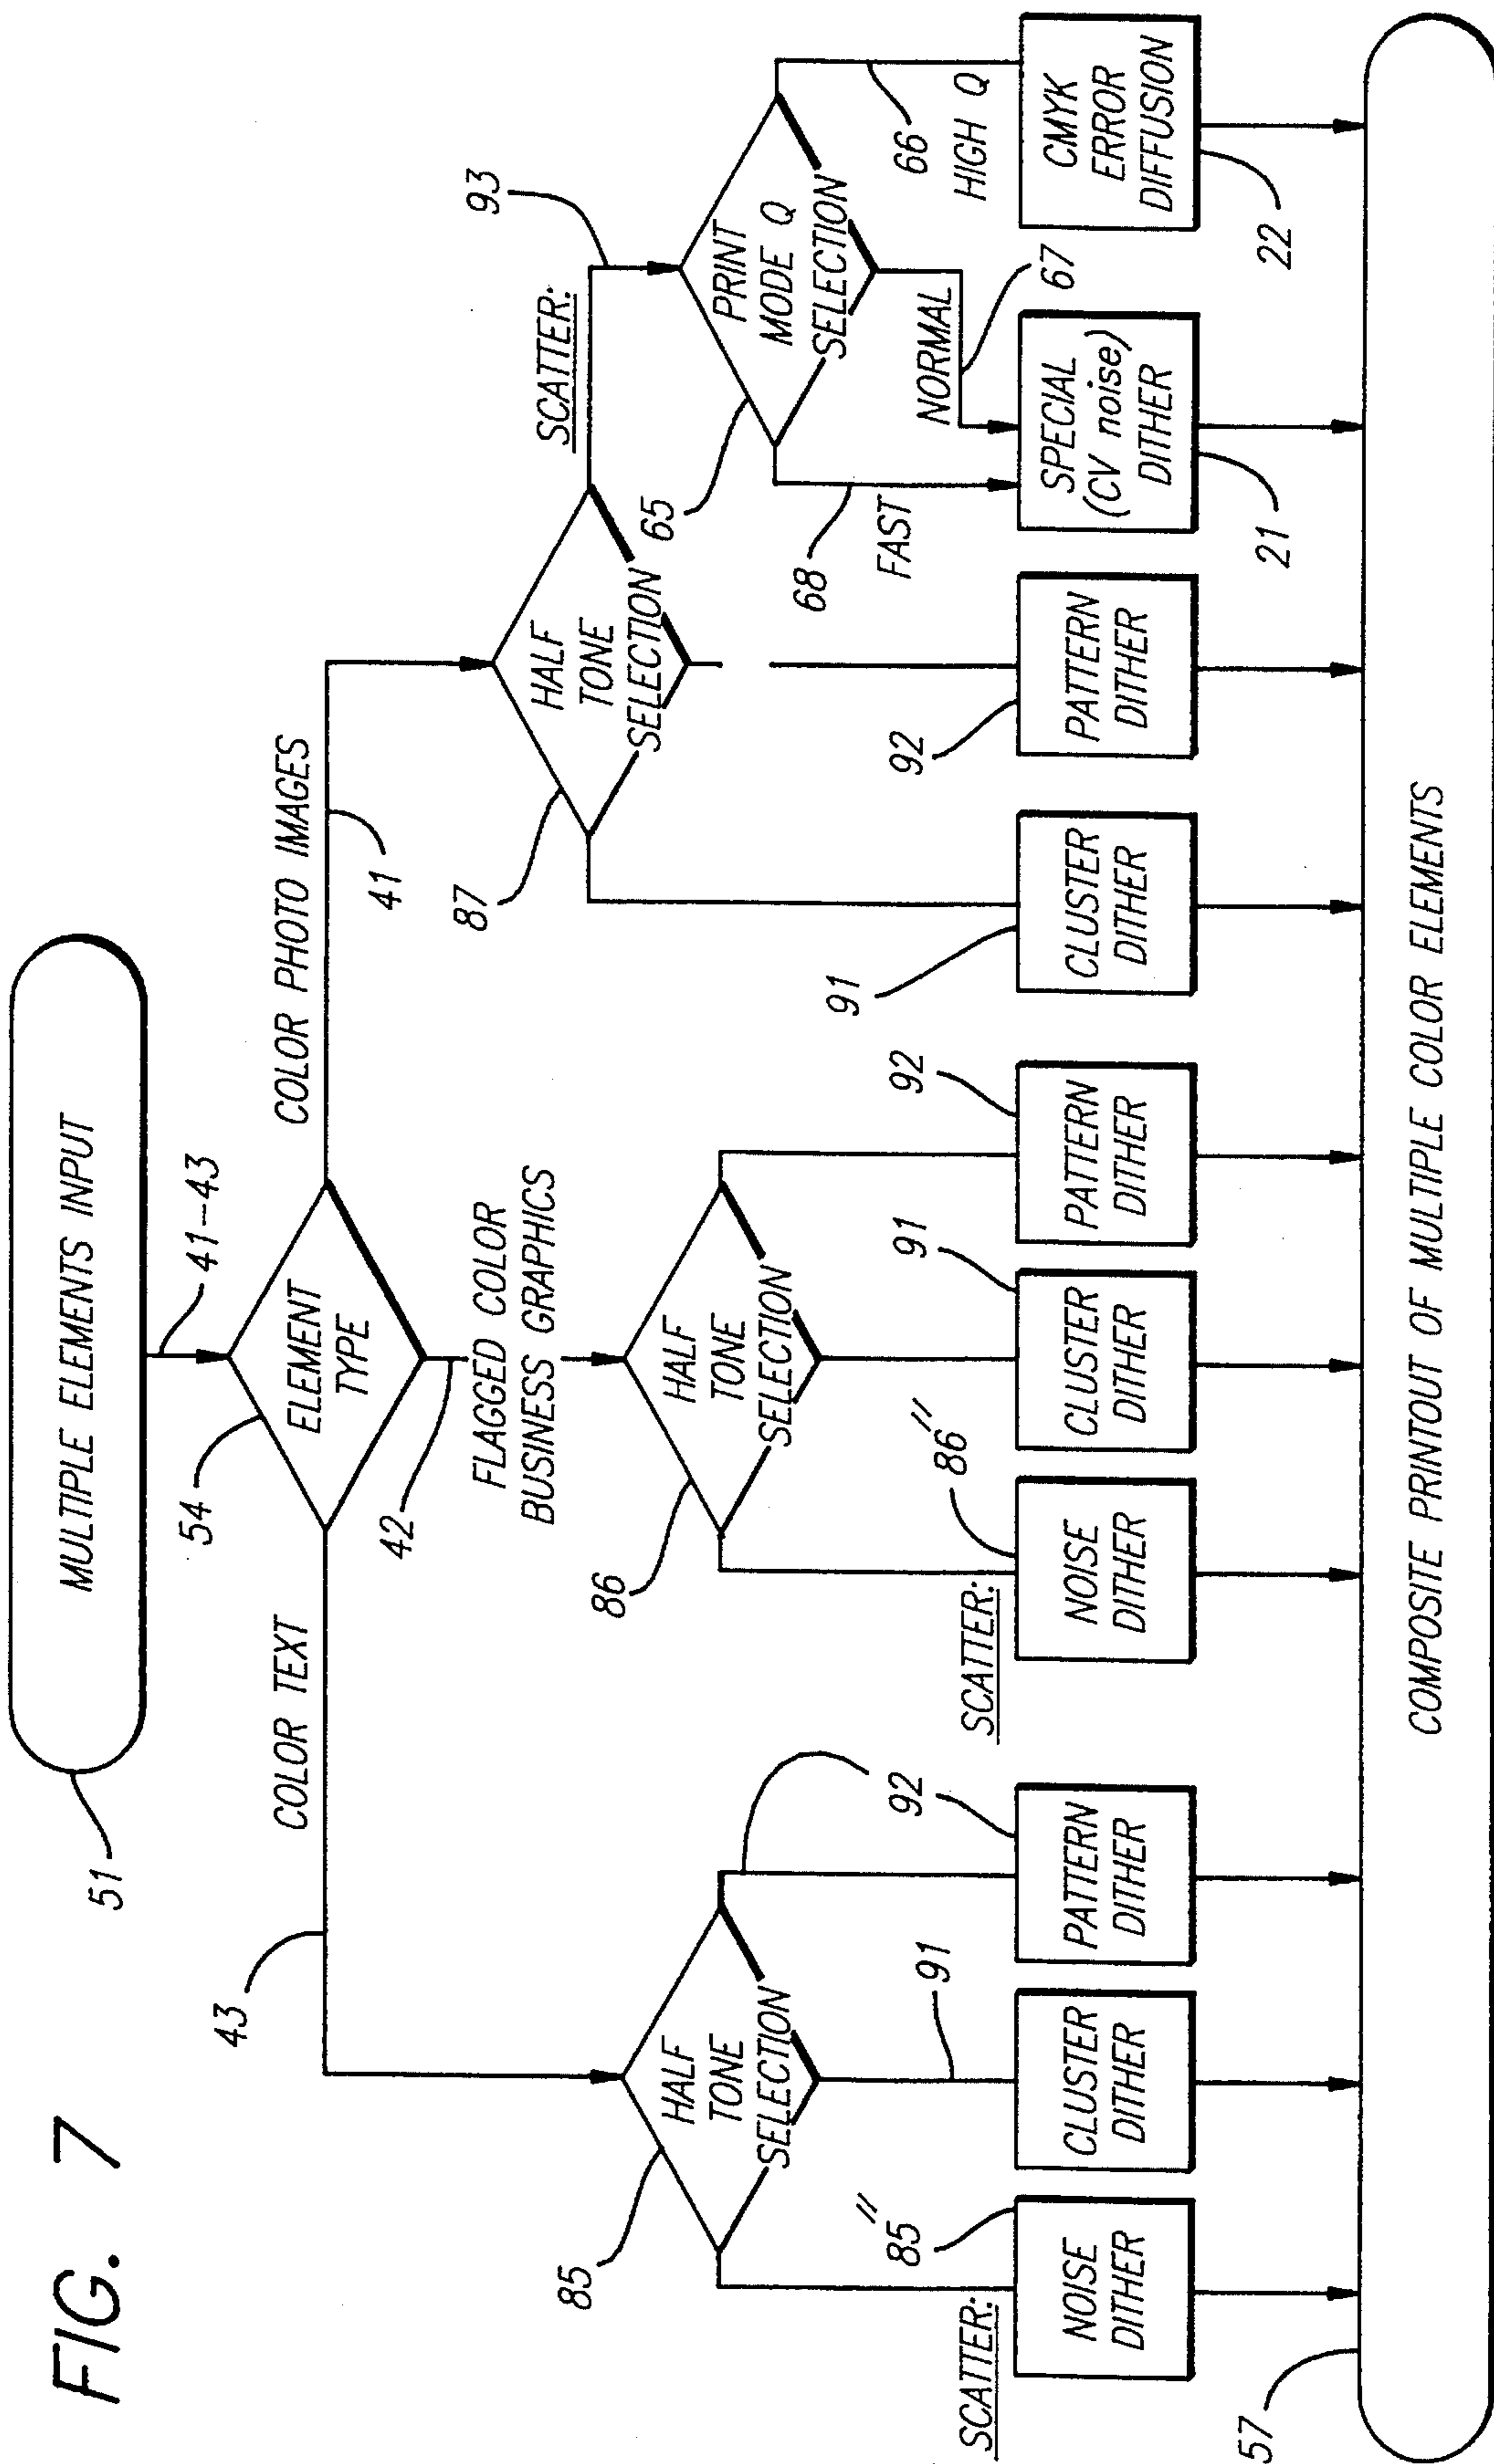 FIG. 7
51
MULTIPLE ELEMENTS INPUT
41-43
54
ELEMENT
TYPE
COLOR TEXT
43
COLOR PHOTO IMAGES
41
42
FLAGGED COLOR
BUSINESS GRAPHICS
85
HALF
TONE
SELECTION
86
HALF
TONE
SELECTION
87
HALF
TONE
SELECTION
SCATTER:
93
65
PRINT
MODE Q
SELECTION
68
FAST
NORMAL
67
66
HIGH Q
SCATTER:
85"
NOISE
DITHER
91
CLUSTER
DITHER
92
PATTERN
DITHER
SCATTER:
86"
NOISE
DITHER
91
CLUSTER
DITHER
92
PATTERN
DITHER
91
CLUSTER
DITHER
92
PATTERN
DITHER
SPECIAL
(CV noise)
DITHER
21
CMYK
ERROR
DIFFUSION
22
57
COMPOSITE PRINTOUT OF MULTIPLE COLOR ELEMENTS